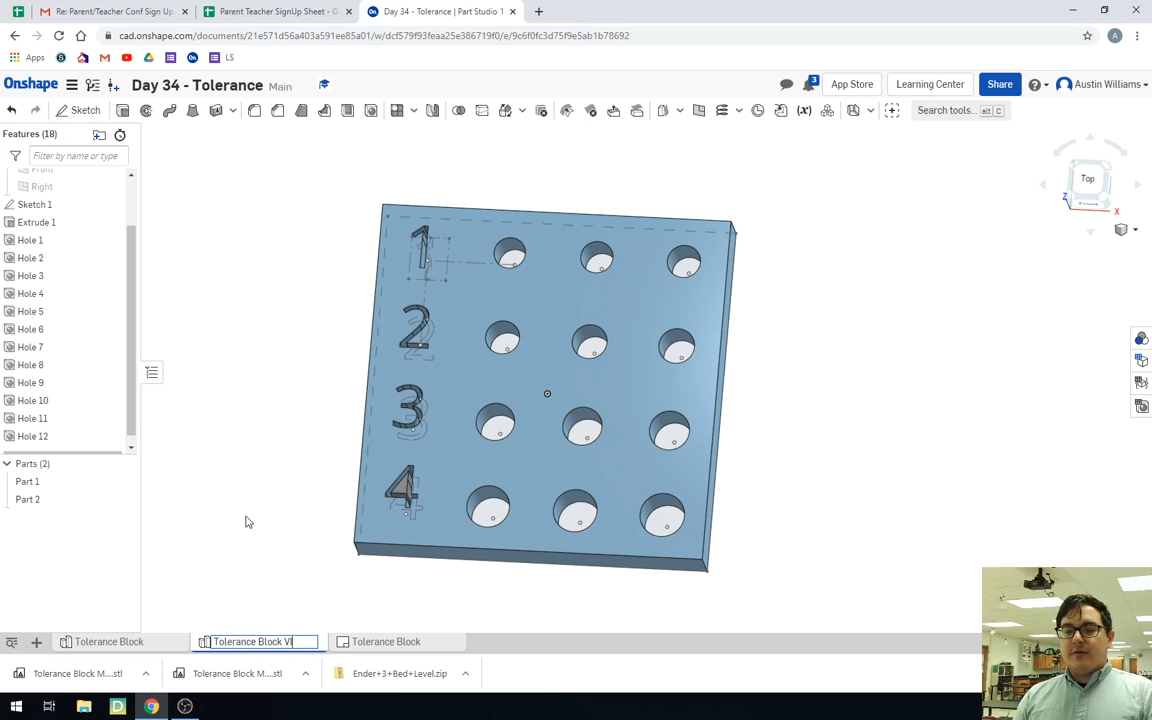 Re: Parent/Teacher Conf Sign Up
Parent Teacher SignUp Sheet - G
Day 34 - Tolerance | Part Studio 1
cad.onshape.com/documents/21e571d56a403a591ee85a01/w/dcf579f93feaa25e386719f0/e/9c6f0fc3d75f9e5ab1b78692
A
Apps
LS
Onshape
Day 34 - Tolerance Main
3
App Store
Learning Center
Share
Austin Williams
Sketch
Search tools...
alt C
Features (18)
Filter by name or type
Front
Right
Sketch 1
Extrude 1
Hole 1
Hole 2
Hole 3
Hole 4
Hole 5
Hole 6
Hole 7
Hole 8
Hole 9
Hole 10
Hole 11
Hole 12
Parts (2)
Part 1
Part 2
Top
Z
X
1
2
3
4
Tolerance Block
Tolerance Block VI
Tolerance Block
Tolerance Block M....stl
Tolerance Block M....stl
Ender+3+Bed+Level.zip